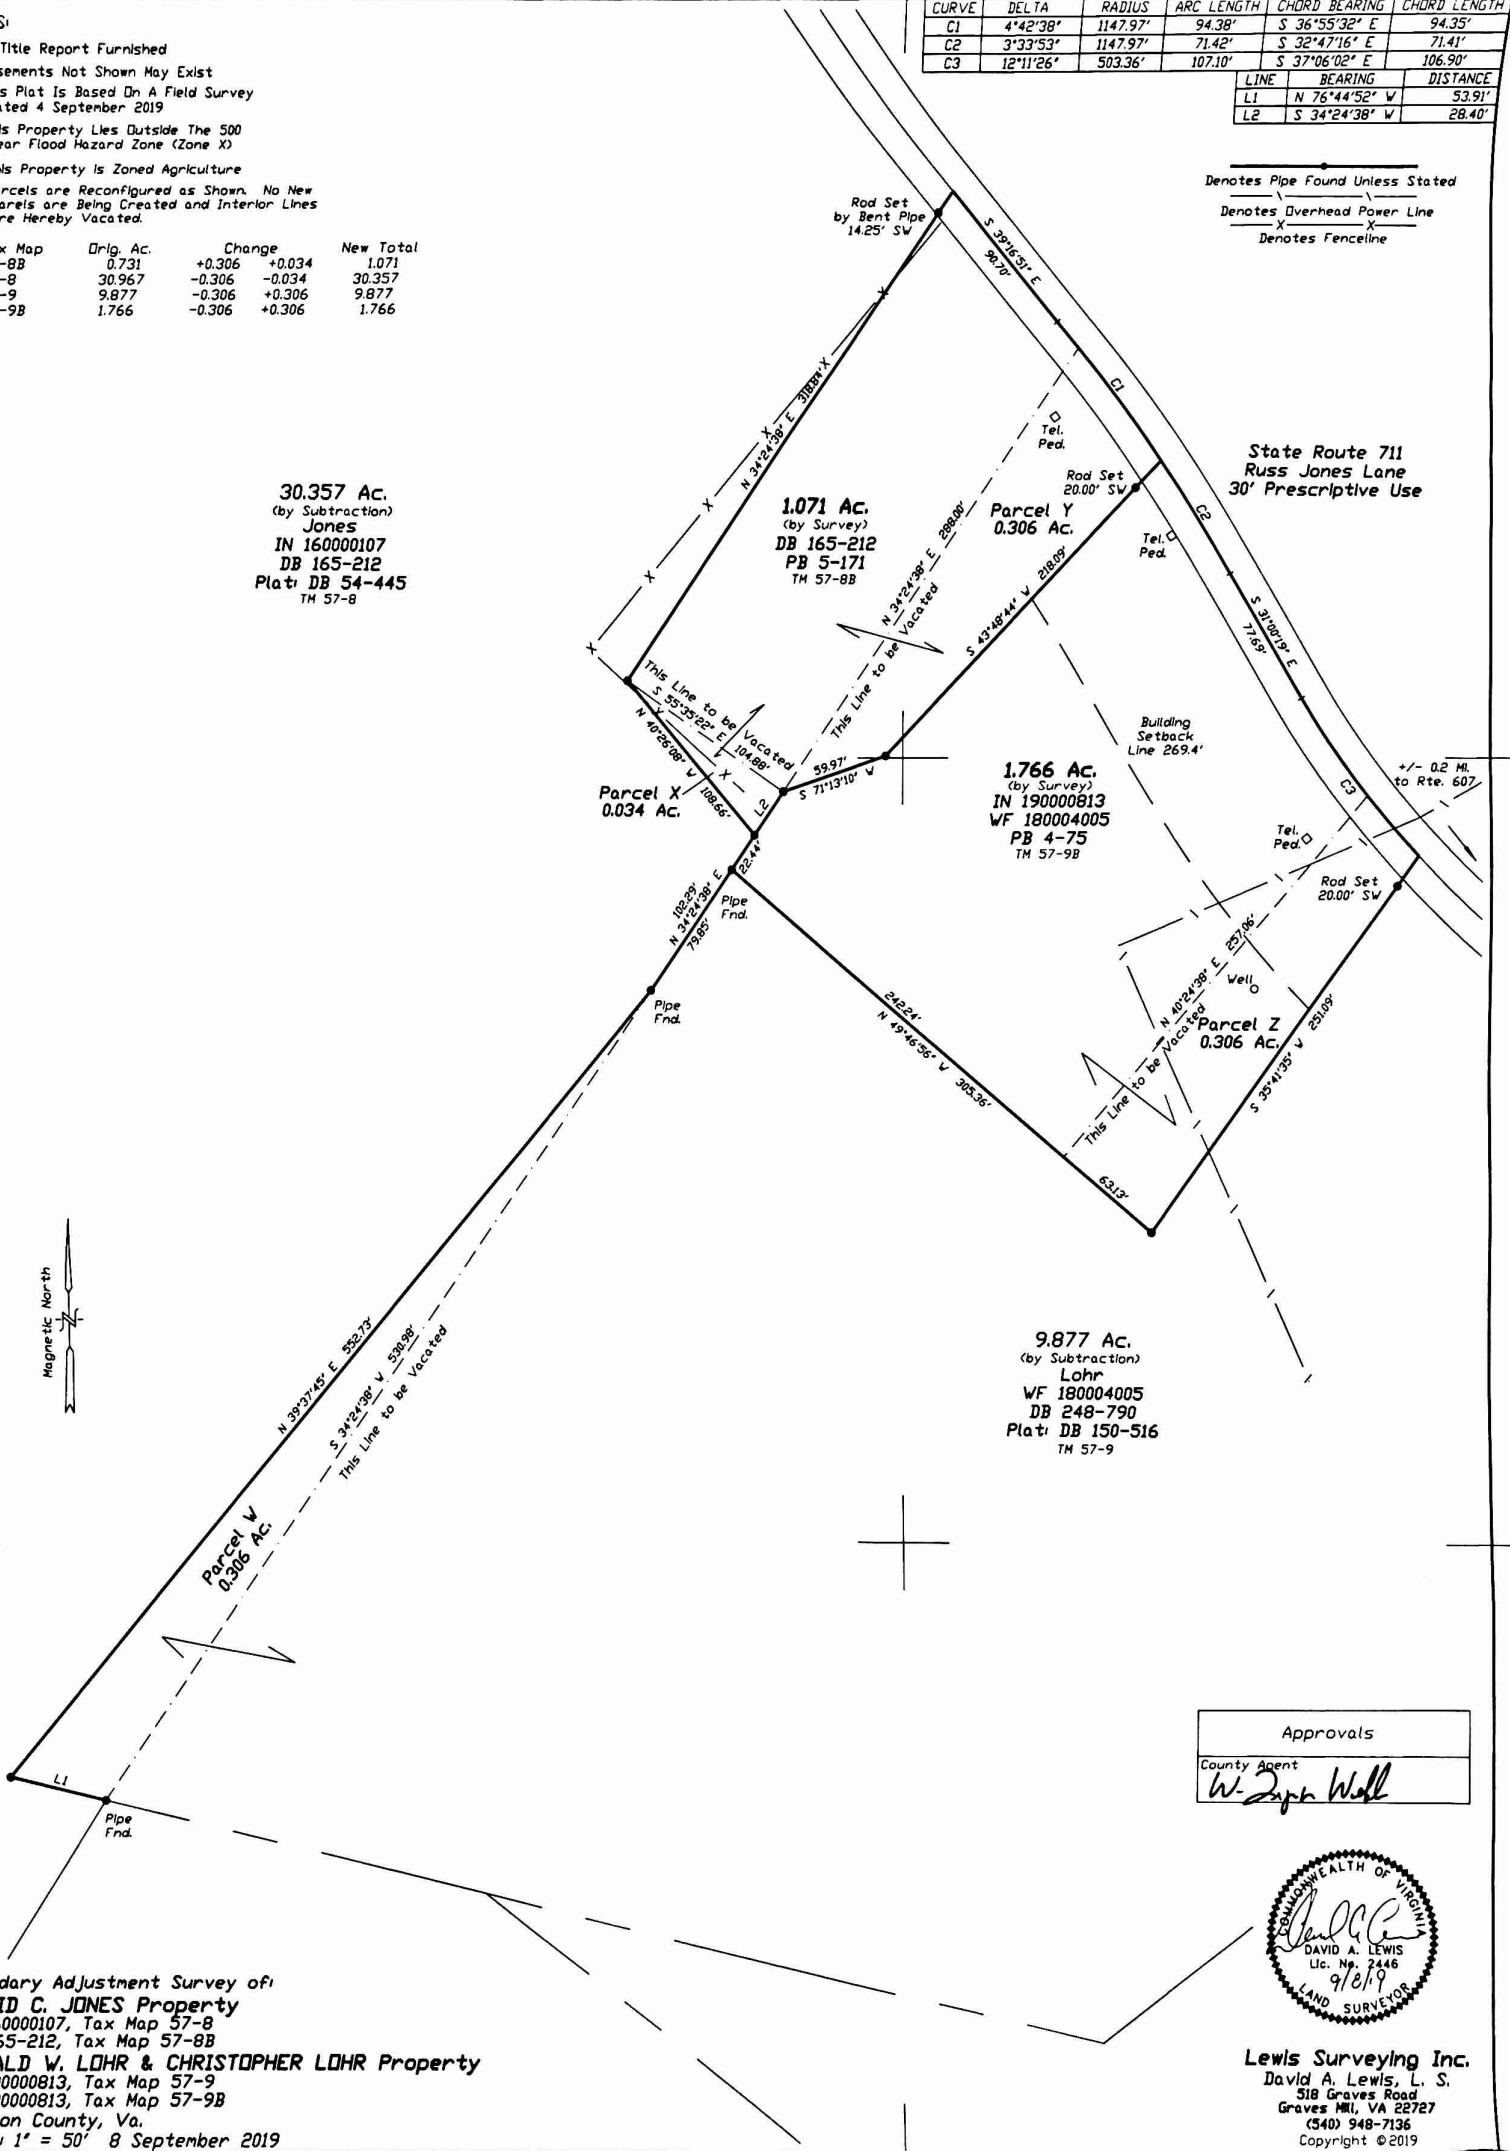 S:
Title Report Furnished
sements Not Shown May Exist
s Plat Is Based On A Field Survey
ted 4 September 2019
is Property Lies Outside The 500
ear Flood Hazard Zone (Zone X)
is Property Is Zoned Agriculture
rcels are Reconfigured as Shown. No New
arels are Being Created and Interior Lines
re Hereby Vacated.
x Map Orig. Ac. Change New Total
-8B 0.731 +0.306 +0.034 1.071
-8 30.967 -0.306 -0.034 30.357
-9 9.877 -0.306 +0.306 9.877
-9B 1.766 -0.306 +0.306 1.766
CURVE DELTA RADIUS ARC LENGTH CHORD BEARING CHORD LENGTH
C1 4°42'38" 1147.97' 94.38' S 36°55'32" E 94.35'
C2 3°33'53" 1147.97' 71.42' S 32°47'16" E 71.41'
C3 12°11'26" 503.36' 107.10' S 37°06'02" E 106.90'
LINE BEARING DISTANCE
L1 N 76°44'52" W 53.91'
L2 S 34°24'38" W 28.40'
Denotes Pipe Found Unless Stated
Denotes Overhead Power Line
X X
Denotes Fenceline
Rod Set
by Bent Pipe
14.25' SW
S 39°16'51" E
90.70'
X
X
X
X
X
X
N 34°24'38" E 318.84'
C1
Tel.
Ped.
State Route 711
Russ Jones Lane
30' Prescriptive Use
Rod Set
20.00' SW
30.357 Ac.
(by Subtraction)
Jones
IN 160000107
DB 165-212
Plat: DB 54-445
TM 57-8
1.071 Ac.
(by Survey)
DB 165-212
PB 5-171
TM 57-8B
Parcel Y
0.306 Ac.
C2
Tel.
Ped.
N 34°24'38" E 288.00'
This Line to be Vacated
S 43°48'44" W 218.09'
S 31°00'19" E
77.69'
This Line to be Vacated
S 55°35'22" E
104.88'
X
X
N 40°26'08" W
108.66'
Parcel X
0.034 Ac.
L2
59.97'
S 71°13'10" W
Building
Setback
Line 269.4'
1.766 Ac.
(by Survey)
IN 190000813
WF 180004005
PB 4-75
TM 57-9B
C3
+/- 0.2 Mi.
to Rte. 607
Tel.
Ped.
Rod Set
20.00' SW
22.44'
Pipe
Fnd.
102.29'
N 34°24'38" E
79.85'
Pipe
Fnd.
242.24'
N 49°46'56" W 305.36'
N 40°24'38" E 257.06'
This Line to be Vacated
Well
Parcel Z
0.306 Ac.
S 35°41'35" W 251.09'
63.13'
Magnetic North
N
N 39°37'45" E 552.73'
S 34°24'38" W 530.98'
This Line to be Vacated
9.877 Ac.
(by Subtraction)
Lohr
WF 180004005
DB 248-790
Plat: DB 150-516
TM 57-9
Parcel W
0.306 Ac.
L1
Pipe
Fnd.
Approvals
County Agent
COMMONWEALTH OF VIRGINIA
DAVID A. LEWIS
Lic. No. 2446
9/8/19
LAND SURVEYOR
dary Adjustment Survey of:
ID C. JONES Property
0000107, Tax Map 57-8
65-212, Tax Map 57-8B
ALD W. LOHR & CHRISTOPHER LOHR Property
0000813, Tax Map 57-9
0000813, Tax Map 57-9B
on County, Va.
: 1" = 50' 8 September 2019
Lewis Surveying Inc.
David A. Lewis, L. S.
518 Graves Road
Graves Mill, VA 22727
(540) 948-7136
Copyright ©2019